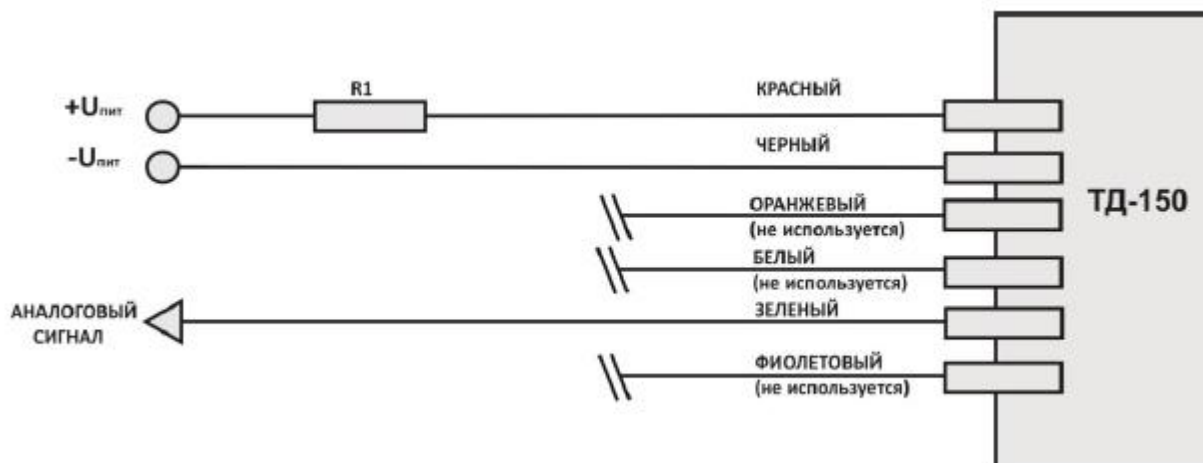 R1
КРАСНЫЙ
+Uпит
ЧЕРНЫЙ
-Uпит
ТД-150
ОРАНЖЕВЫЙ
(не используется)
БЕЛЫЙ
(не используется)
АНАЛОГОВЫЙ
СИГНАЛ
ЗЕЛЕНЫЙ
ФИОЛЕТОВЫЙ
(не используется)